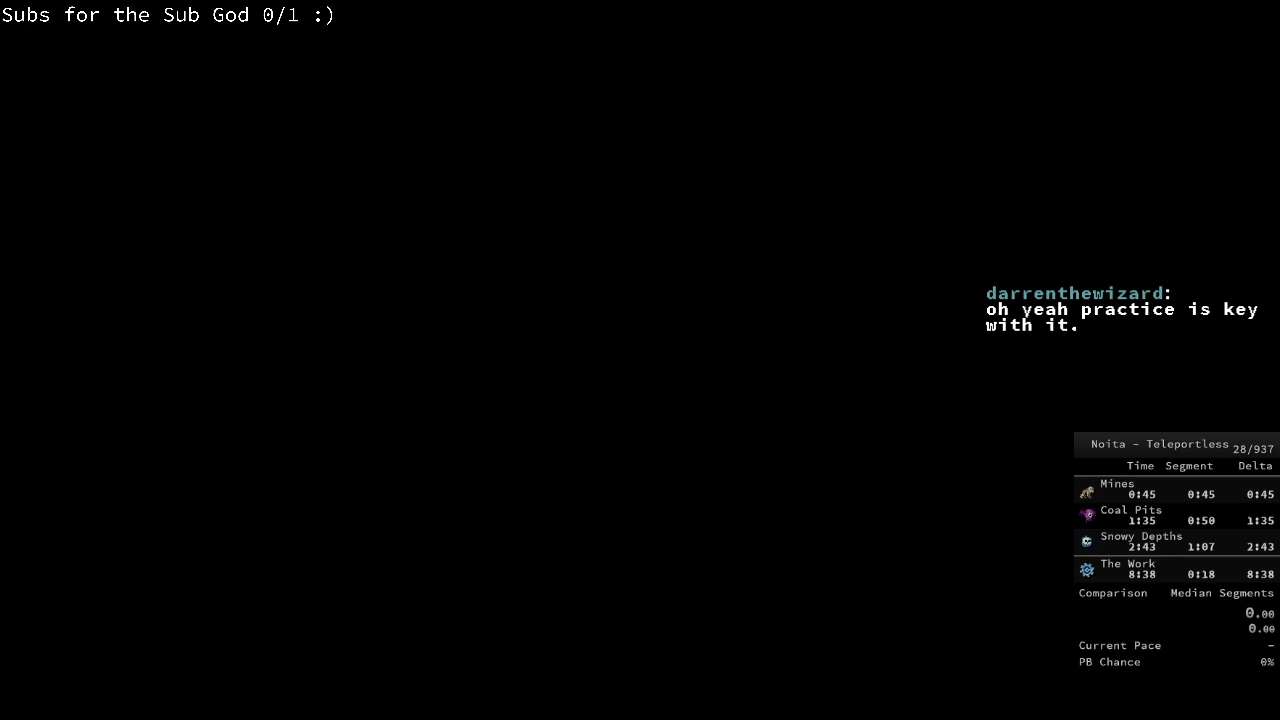 Subs for the Sub God 0/1 :)
darrenthewizard:
oh yeah practice is key
with it.
Noita - Teleportless 28/937
Time Segment Delta
Mines
0:45 0:45 0:45
Coal Pits
1:35 0:50 1:35
Snowy Depths
2:43 1:07 2:43
The Work
8:38 0:18 8:38
Comparison Median Segments
0.00
0.00
Current Pace -
PB Chance 0%